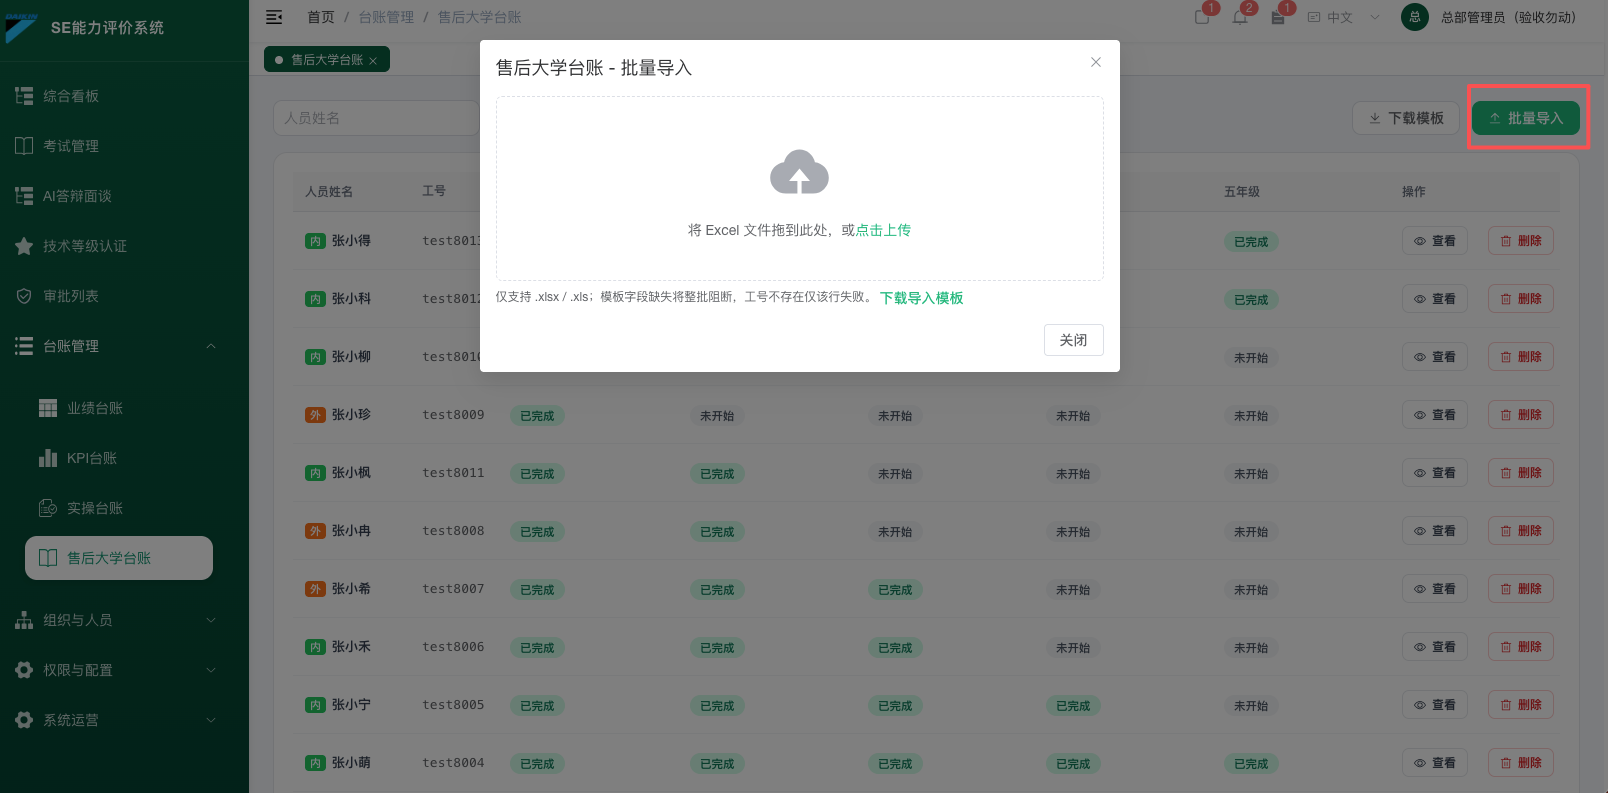 DAIKIN
SE能力评价系统
首页 / 台账管理 / 售后大学台账
1 2 1 中文 总 总部管理员（验收勿动）
售后大学台账 ×
综合看板
考试管理
AI答辩面谈
技术等级认证
审批列表
台账管理
业绩台账
KPI台账
实操台账
售后大学台账
组织与人员
权限与配置
系统运营
人员姓名
下载模板 批量导入
售后大学台账 - 批量导入
将 Excel 文件拖到此处，或点击上传
仅支持 .xlsx / .xls；模板字段缺失将整批阻断，工号不存在仅该行失败。 下载导入模板
关闭
人员姓名 工号 五年级 操作
内 张小得 test8013 已完成 查看 删除
内 张小科 test8012 已完成 查看 删除
内 张小柳 test8010 未开始 查看 删除
外 张小珍 test8009 已完成 未开始 未开始 未开始 未开始 查看 删除
内 张小枫 test8011 已完成 已完成 未开始 未开始 未开始 查看 删除
外 张小冉 test8008 已完成 已完成 未开始 未开始 未开始 查看 删除
外 张小希 test8007 已完成 已完成 已完成 未开始 未开始 查看 删除
内 张小禾 test8006 已完成 已完成 已完成 未开始 未开始 查看 删除
内 张小宁 test8005 已完成 已完成 已完成 已完成 未开始 查看 删除
内 张小萌 test8004 已完成 已完成 已完成 已完成 已完成 查看 删除